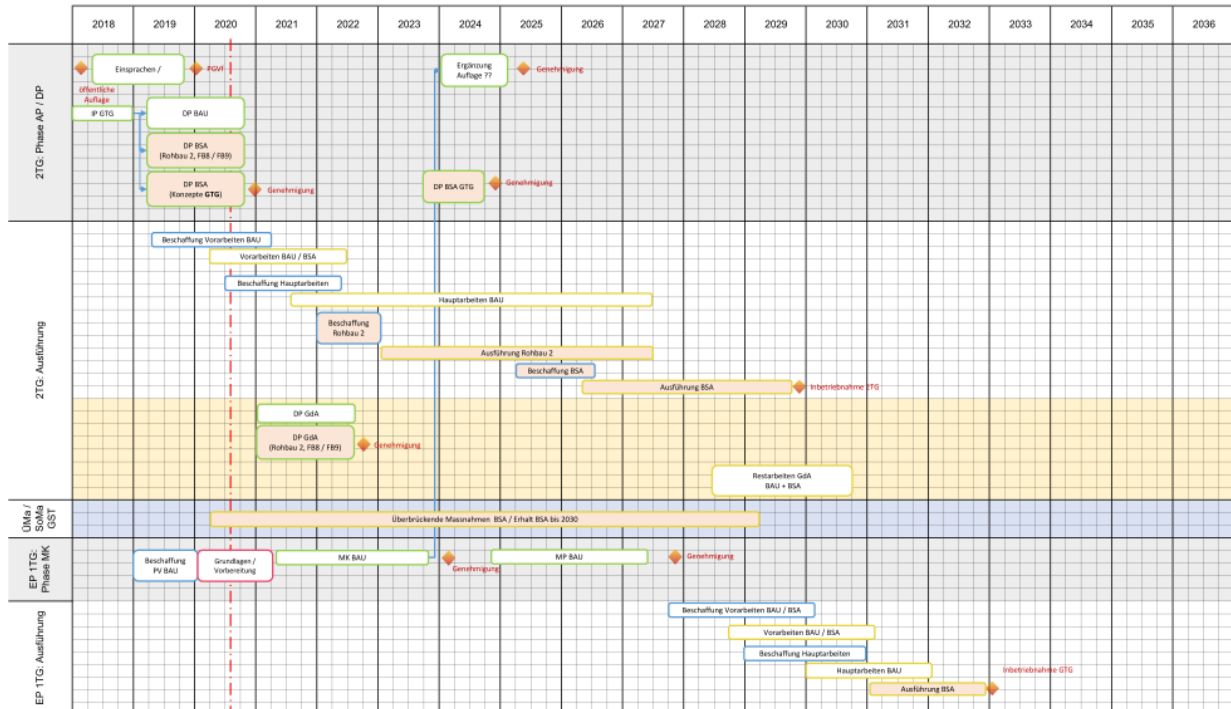 2018 2019 2020 2021 2022 2023 2024 2025 2026 2027 2028 2029 2030 2031 2032 2033 2034 2035 2036
2TG: Phase AP / DP
Einsprachen /
PGVf
Ergänzung
Auflage ??
Genehmigung
öffentliche
Auflage
IP GTG
DP BAU
DP BSA
(Rohbau 2, FB8 / FB9)
DP BSA
(Konzepte GTG)
Genehmigung
DP BSA GTG
Genehmigung
2TG: Ausführung
Beschaffung Vorarbeiten BAU
Vorarbeiten BAU / BSA
Beschaffung Hauptarbeiten
Hauptarbeiten BAU
Beschaffung
Rohbau 2
Ausführung Rohbau 2
Beschaffung BSA
Ausführung BSA
Inbetriebnahme 2TG
DP GdA
DP GdA
(Rohbau 2, FB8 / FB9)
Genehmigung
Restarbeiten GdA
BAU + BSA
ÜMa /
SoMa
GST
Überbrückende Massnahmen BSA / Erhalt BSA bis 2030
EP 1TG:
Phase MK
Beschaffung
PV BAU
Grundlagen /
Vorbereitung
MK BAU
Genehmigung
MP BAU
Genehmigung
EP 1TG: Ausführung
Beschaffung Vorarbeiten BAU / BSA
Vorarbeiten BAU / BSA
Beschaffung Hauptarbeiten
Hauptarbeiten BAU
Inbetriebnahme GTG
Ausführung BSA